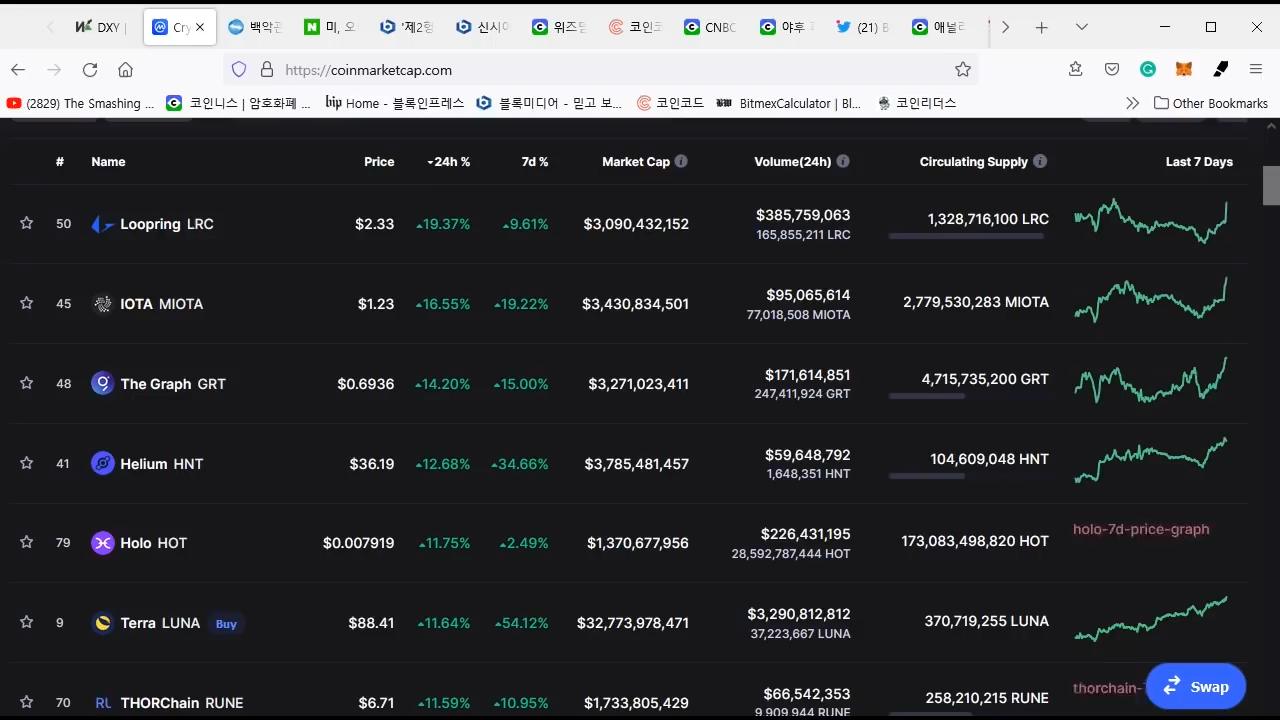 DXY
Cry
백악관
미, 오
'제2형
신시아
위즈덤
코인코
CNBC
야후
(21) B
애널리
https://coinmarketcap.com
(2829) The Smashing ...
코인니스 | 암호화폐 ...
Home - 블록인프레스
블록미디어 - 믿고 보...
코인코드
BitmexCalculator | Bl...
코인리더스
Other Bookmarks
# Name Price 24h % 7d % Market Cap Volume(24h) Circulating Supply Last 7 Days
50 Loopring LRC $2.33 19.37% 9.61% $3,090,432,152 $385,759,063 1,328,716,100 LRC
165,855,211 LRC
45 IOTA MIOTA $1.23 16.55% 19.22% $3,430,834,501 $95,065,614 2,779,530,283 MIOTA
77,018,508 MIOTA
48 The Graph GRT $0.6936 14.20% 15.00% $3,271,023,411 $171,614,851 4,715,735,200 GRT
247,411,924 GRT
41 Helium HNT $36.19 12.68% 34.66% $3,785,481,457 $59,648,792 104,609,048 HNT
1,648,351 HNT
79 Holo HOT $0.007919 11.75% 2.49% $1,370,677,956 $226,431,195 173,083,498,820 HOT holo-7d-price-graph
28,592,787,444 HOT
9 Terra LUNA Buy $88.41 11.64% 54.12% $32,773,978,471 $3,290,812,812 370,719,255 LUNA
37,223,667 LUNA
70 THORChain RUNE $6.71 11.59% 10.95% $1,733,805,429 $66,542,353 258,210,215 RUNE thorchain-
9,909,944 RUNE
Swap